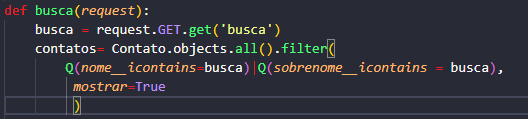 def busca(request):
busca = request.GET.get('busca')
contatos= Contato.objects.all().filter(
Q(nome__icontains=busca)|Q(sobrenome__icontains = busca),
mostrar=True
)